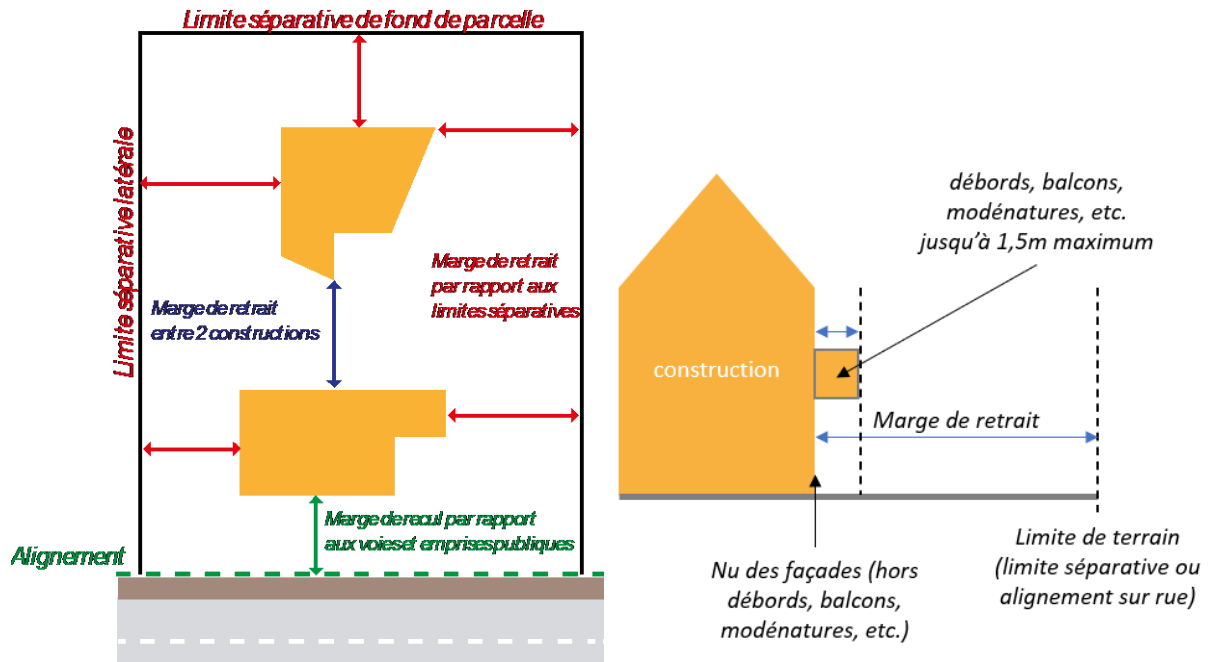 Limite séparative de fond de parcelle
Limite séparative latérale
Marge de retrait
par rapport aux
limites séparatives
Marge de retrait
entre 2 constructions
Marge de recul par rapport
aux voies et emprises publiques
Alignement
débords, balcons,
modénatures, etc.
jusqu'à 1,5m maximum
construction
Marge de retrait
Nu des façades (hors
débords, balcons,
modénatures, etc.)
Limite de terrain
(limite séparative ou
alignement sur rue)